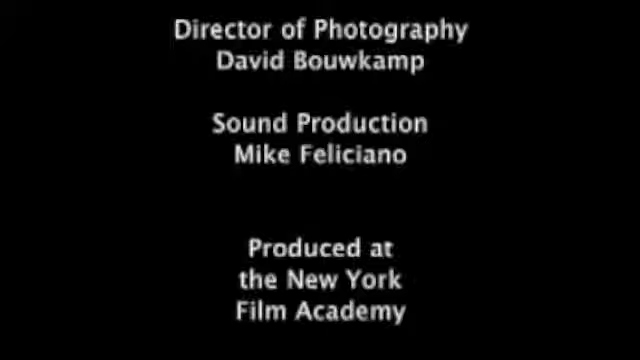 Director of Photography
David Bouwkamp
Sound Production
Mike Feliciano
Produced at
the New York
Film Academy